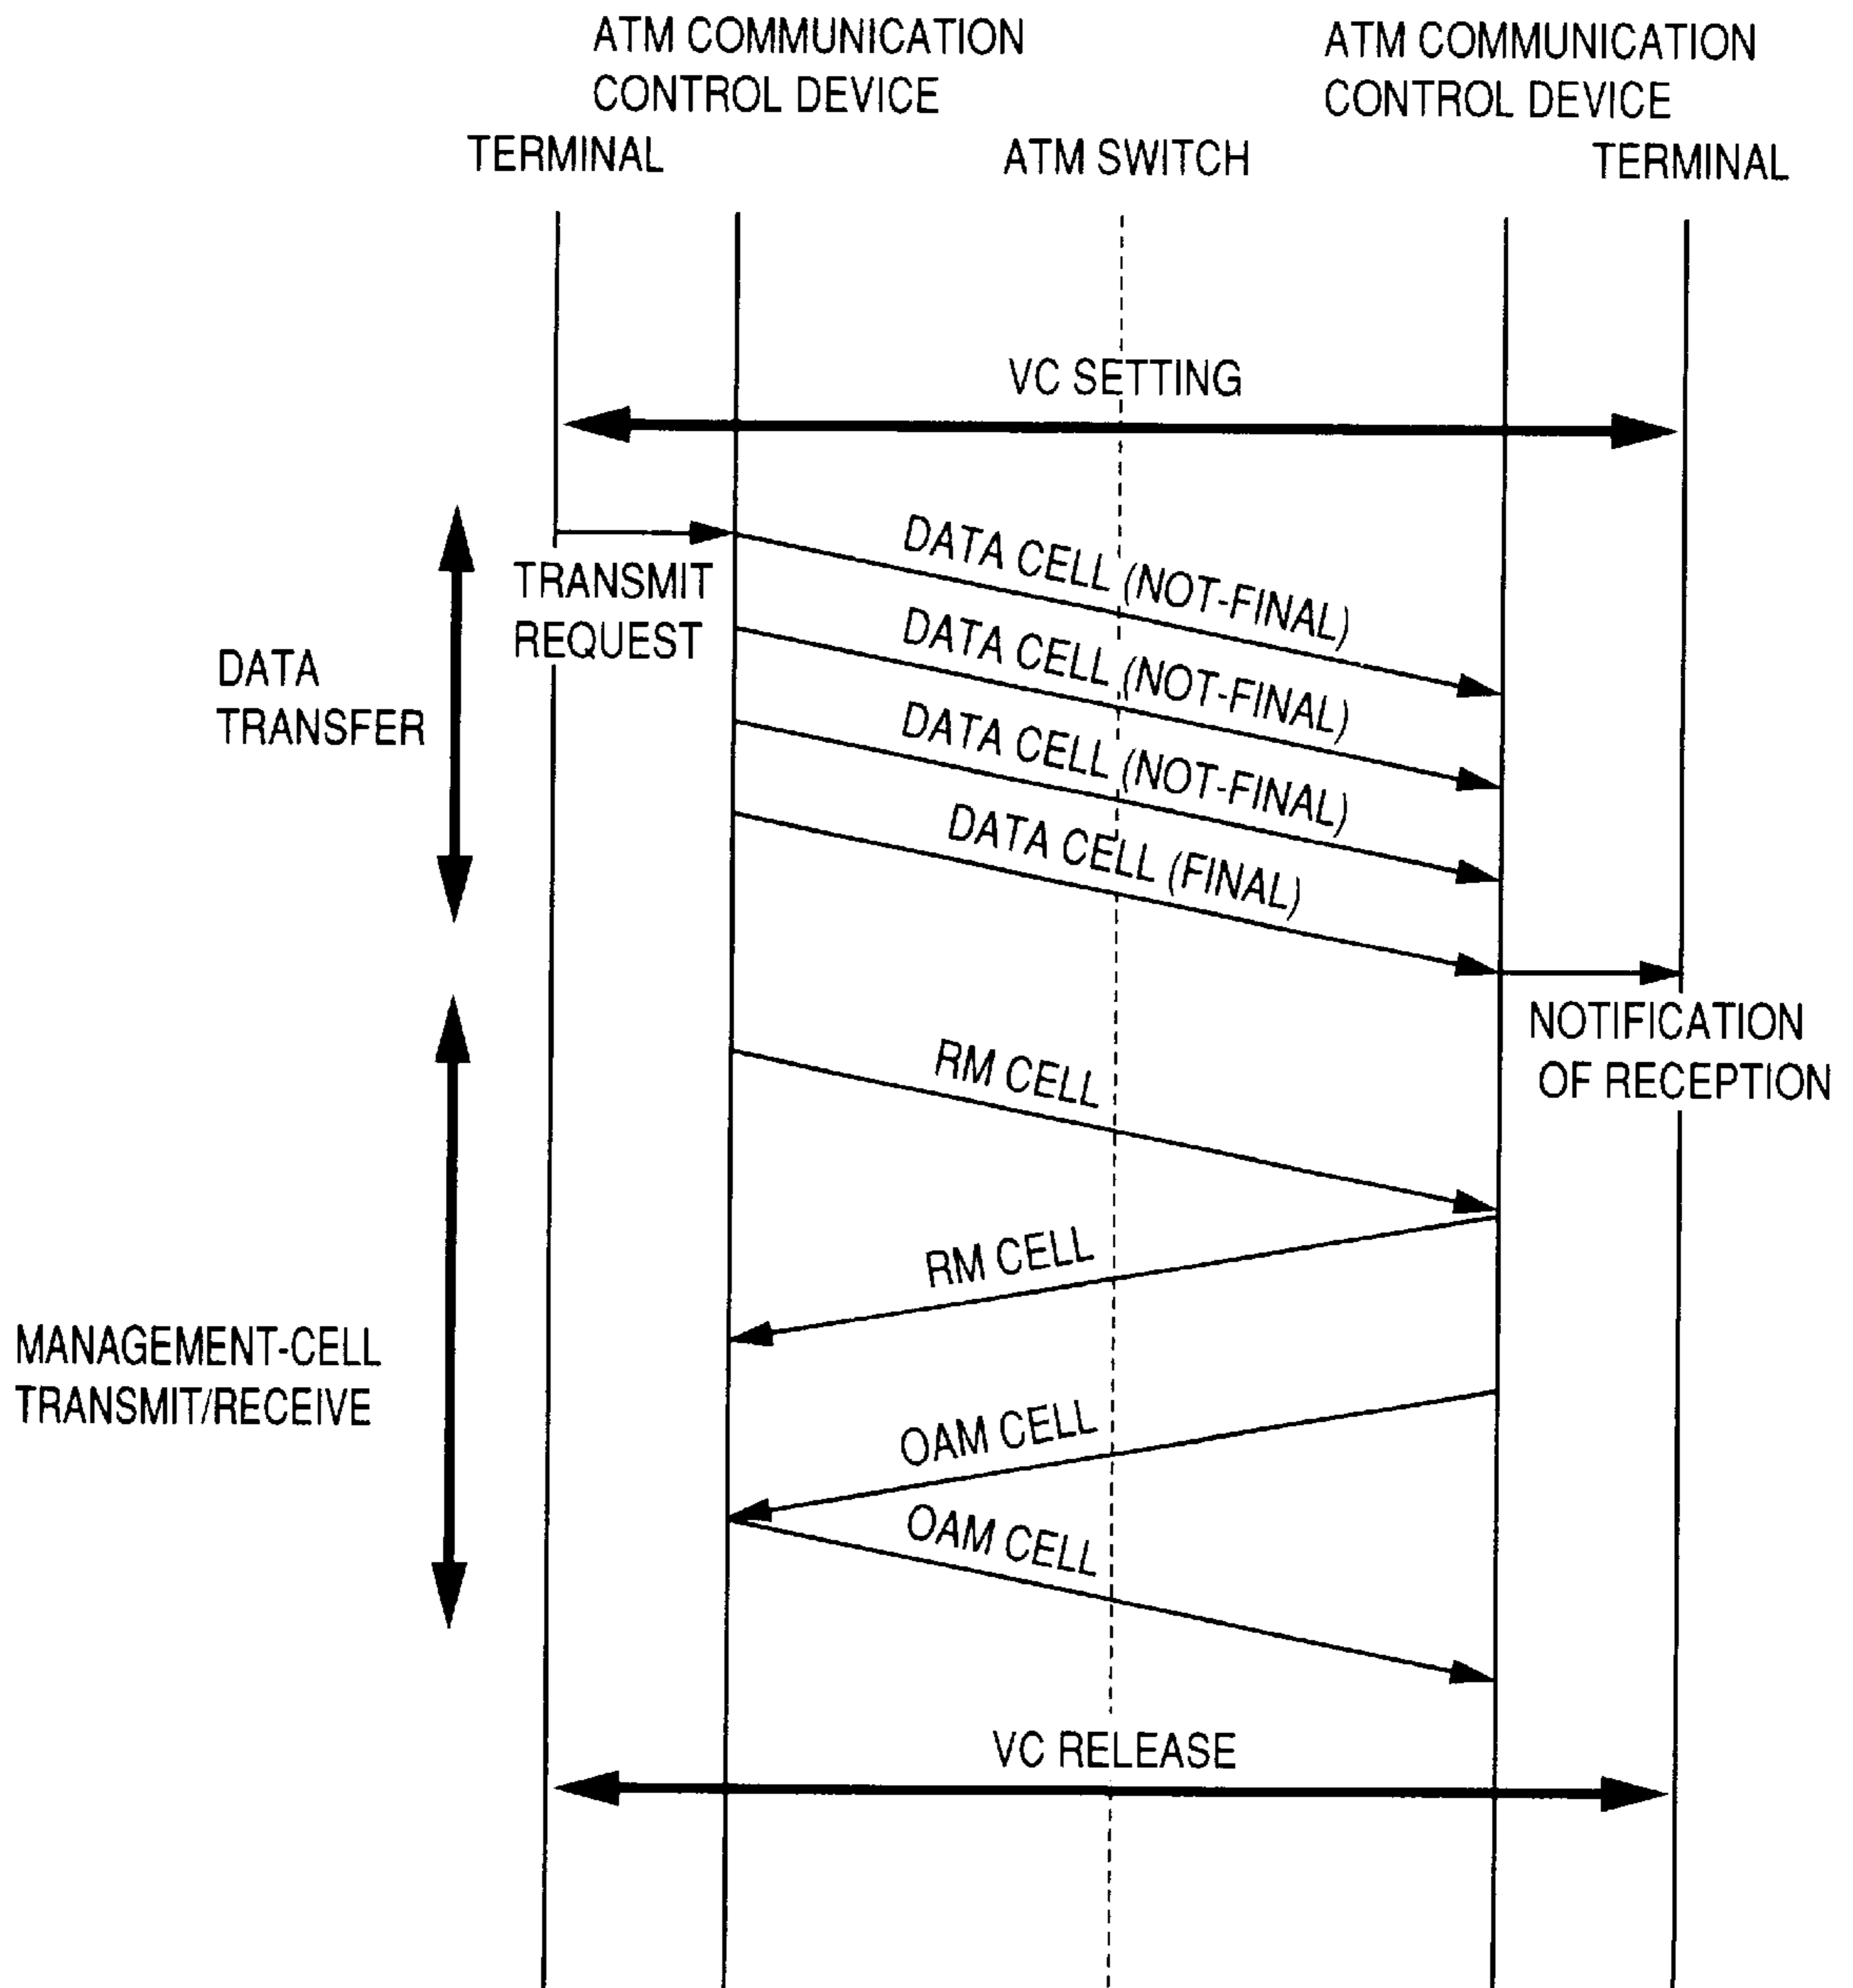 ATM COMMUNICATION
CONTROL DEVICE
ATM COMMUNICATION
CONTROL DEVICE
TERMINAL
ATM SWITCH
TERMINAL
VC SETTING
DATA CELL (NOT-FINAL)
TRANSMIT
REQUEST
DATA CELL (NOT-FINAL)
DATA
TRANSFER
DATA CELL (NOT-FINAL)
DATA CELL (FINAL)
NOTIFICATION
OF RECEPTION
RM CELL
RM CELL
MANAGEMENT-CELL
TRANSMIT/RECEIVE
OAM CELL
OAM CELL
VC RELEASE